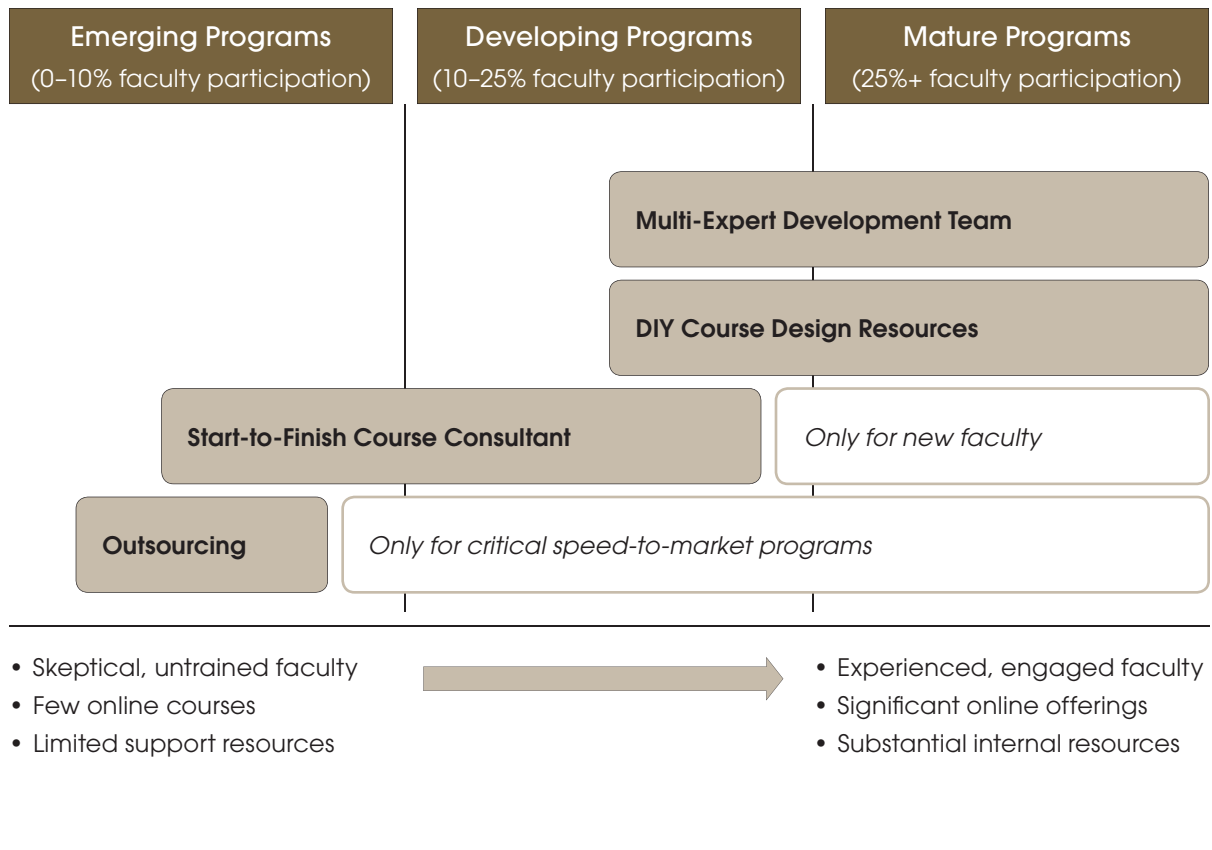 Emerging Programs
(0–10% faculty participation)
Developing Programs
(10–25% faculty participation)
Mature Programs
(25%+ faculty participation)
Multi-Expert Development Team
DIY Course Design Resources
Start-to-Finish Course Consultant
Only for new faculty
Outsourcing
Only for critical speed-to-market programs
• Skeptical, untrained faculty
• Few online courses
• Limited support resources
• Experienced, engaged faculty
• Significant online offerings
• Substantial internal resources